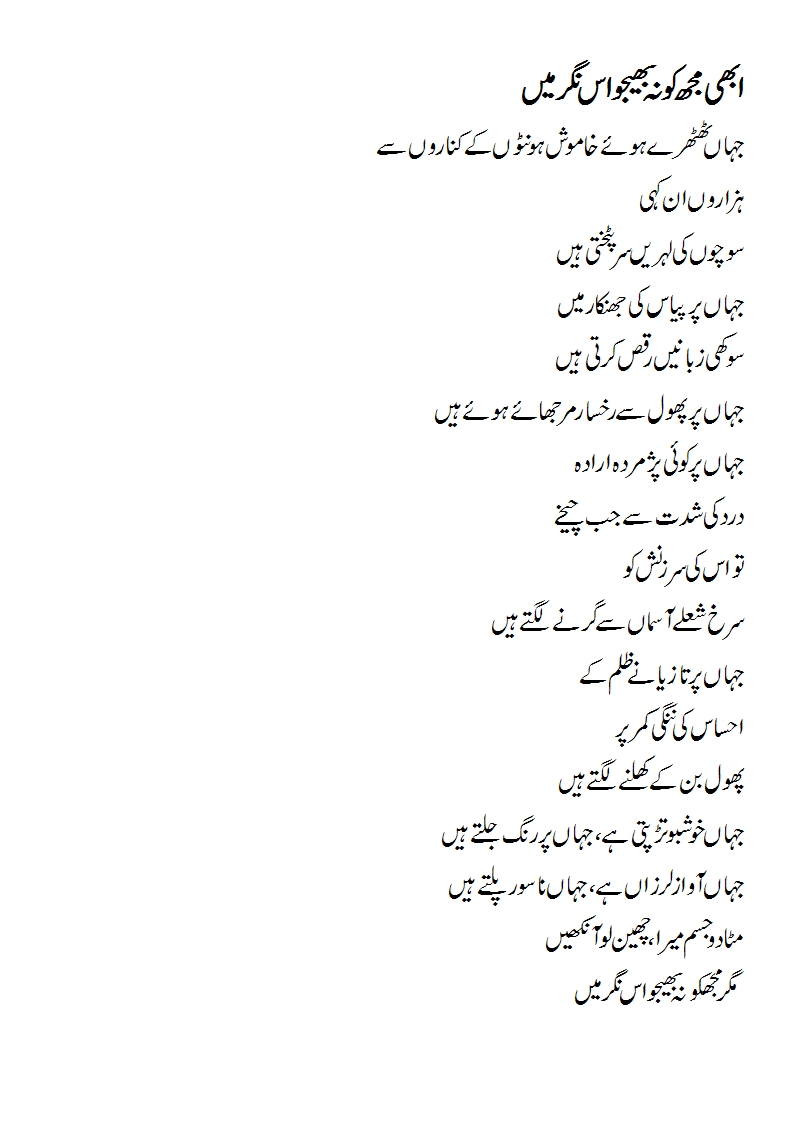 ابھی مجھ کو نہ بھیجو اس نگر میں
جہاں ٹھٹھرے ہوئے خاموش ہونٹوں کے کناروں سے
ہزاروں ان کہی
سوچوں کی لہریں سر پٹختی ہیں
جہاں پر پیاس کی جھنکار میں
سوکھی زبانیں رقص کرتی ہیں
جہاں پر پھول سے رخسار مرجھائے ہوئے ہیں
جہاں پر کوئی پژمردہ ارادہ
درد کی شدت سے جب چیخے
تو اس کی سرزنش کو
سرخ شعلے آسماں سے گرنے لگتے ہیں
جہاں پر تازیانے ظلم کے
احساس کی ننگی کمر پر
پھول بن کے کھلنے لگتے ہیں
جہاں خوشبو تڑپتی ہے، جہاں پر رنگ جلتے ہیں
جہاں آواز لرزاں ہے، جہاں ناسور پلتے ہیں
مٹا دو جسم میرا، چھین لو آنکھیں
مگر مجھکو نہ بھیجو اس نگر میں